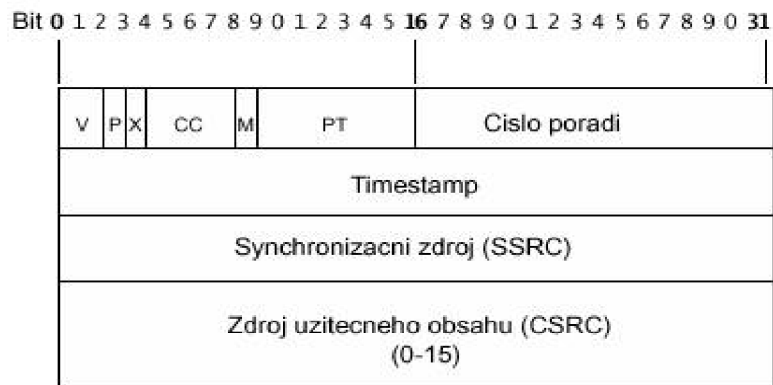 Bit 0 1 2 3 4 5 6 7 8 9 0 1 2 3 4 5 16 7 8 9 0 1 2 3 4 5 6 7 8 9 0 31
V P X CC M PT Cislo poradi
Timestamp
Synchronizacni zdroj (SSRC)
Zdroj uzitecneho obsahu (CSRC)
(0-15)